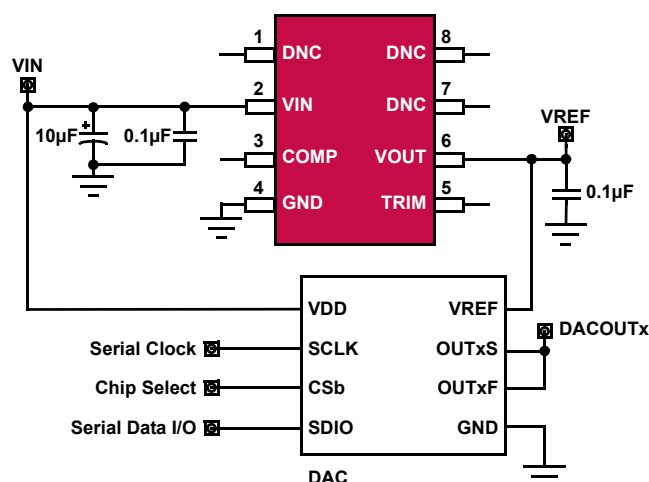 1 8
DNC DNC
VIN
2 7
VIN DNC
10µF + 0.1µF
VREF
3 6
COMP VOUT
4 5
GND TRIM
0.1µF
VDD VREF
DACOUTx
Serial Clock SCLK OUTxS
Chip Select CSb OUTxF
Serial Data I/O SDIO GND
DAC